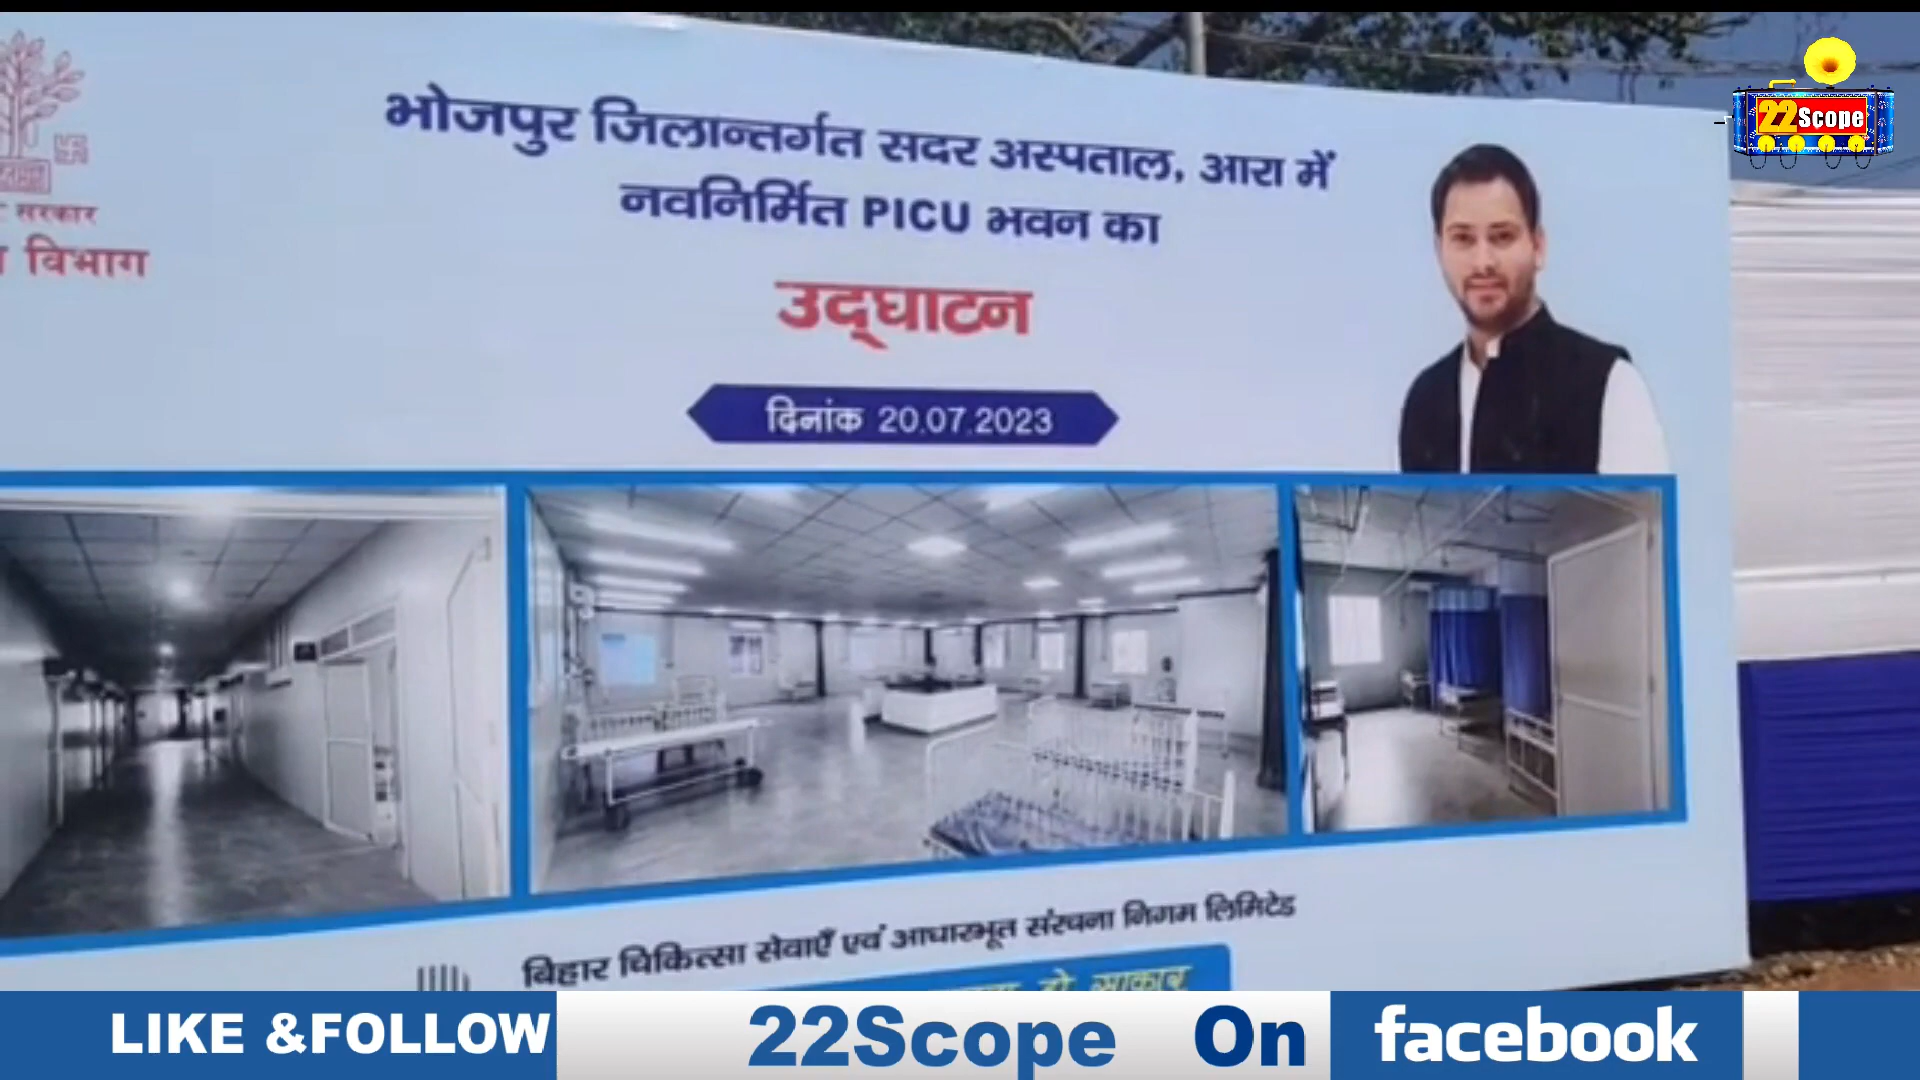 22Scope
भोजपुर जिलान्तर्गत सदर अस्पताल, आरा में
नवनिर्मित PICU भवन का
उद्घाटन
दिनांक 20.07.2023
सरकार
विभाग
बिहार चिकित्सा सेवाएँ एवं आधारभूत संरचना निगम लिमिटेड
साकार
LIKE &FOLLOW 22Scope On facebook